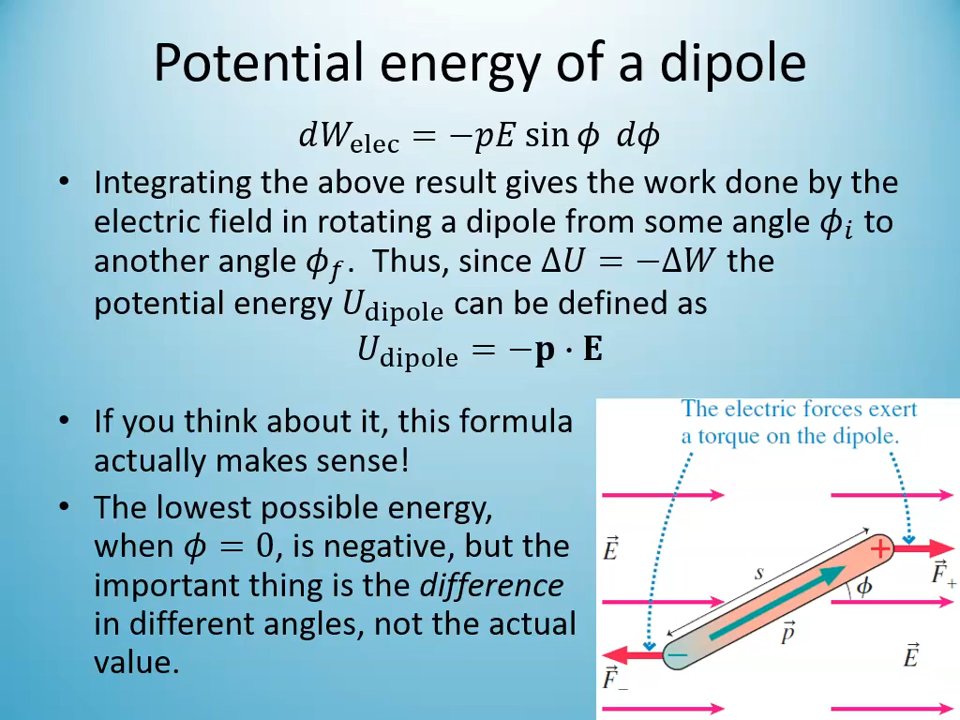 Potential energy of a dipole
dW_elec = −pE sin ϕ dϕ
• Integrating the above result gives the work done by the
electric field in rotating a dipole from some angle ϕ_i to
another angle ϕ_f. Thus, since ΔU = −ΔW the
potential energy U_dipole can be defined as
U_dipole = −𝐩 · 𝐄
• If you think about it, this formula
actually makes sense!
• The lowest possible energy,
when ϕ = 0, is negative, but the
important thing is the difference
in different angles, not the actual
value.
The electric forces exert
a torque on the dipole.
E⃗
s
+
F⃗₊
ϕ
p⃗
−
F⃗₋
E⃗